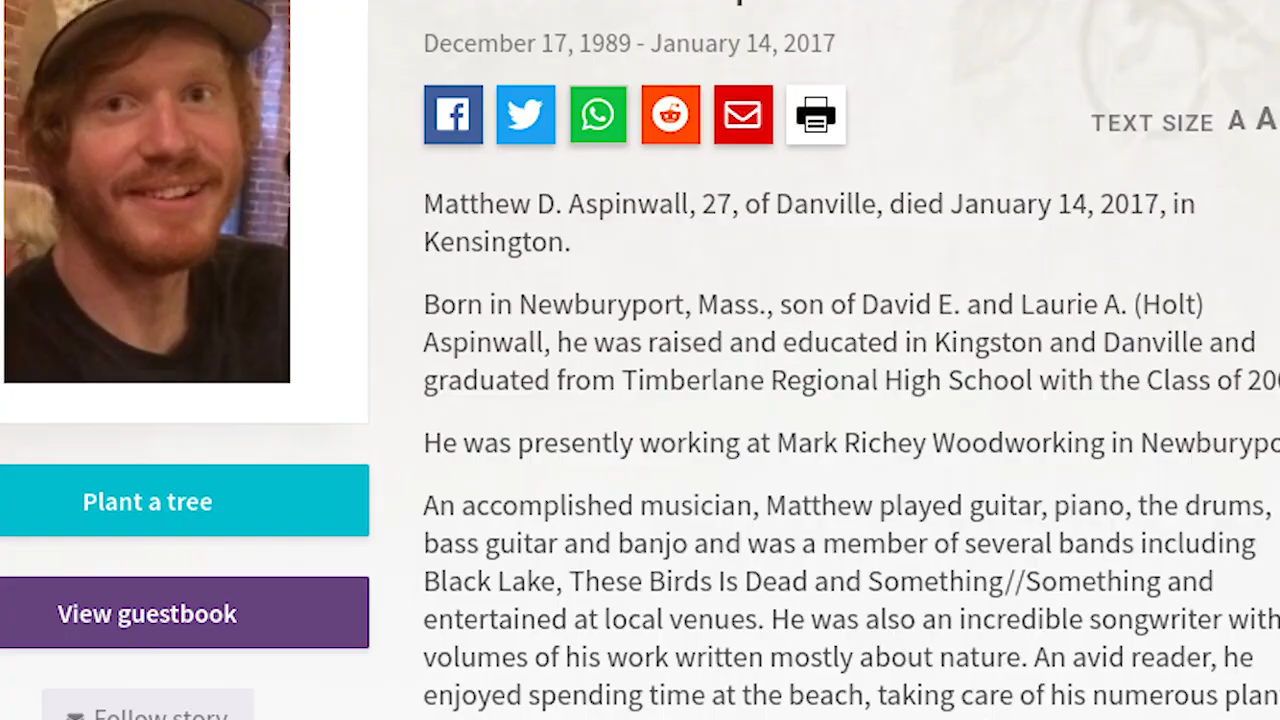 December 17, 1989 - January 14, 2017
TEXT SIZE A A
Matthew D. Aspinwall, 27, of Danville, died January 14, 2017, in
Kensington.
Born in Newburyport, Mass., son of David E. and Laurie A. (Holt)
Aspinwall, he was raised and educated in Kingston and Danville and
graduated from Timberlane Regional High School with the Class of 200
He was presently working at Mark Richey Woodworking in Newburypo
An accomplished musician, Matthew played guitar, piano, the drums,
bass guitar and banjo and was a member of several bands including
Black Lake, These Birds Is Dead and Something//Something and
entertained at local venues. He was also an incredible songwriter with
volumes of his work written mostly about nature. An avid reader, he
enjoyed spending time at the beach, taking care of his numerous plan
Plant a tree
View guestbook
Follow story